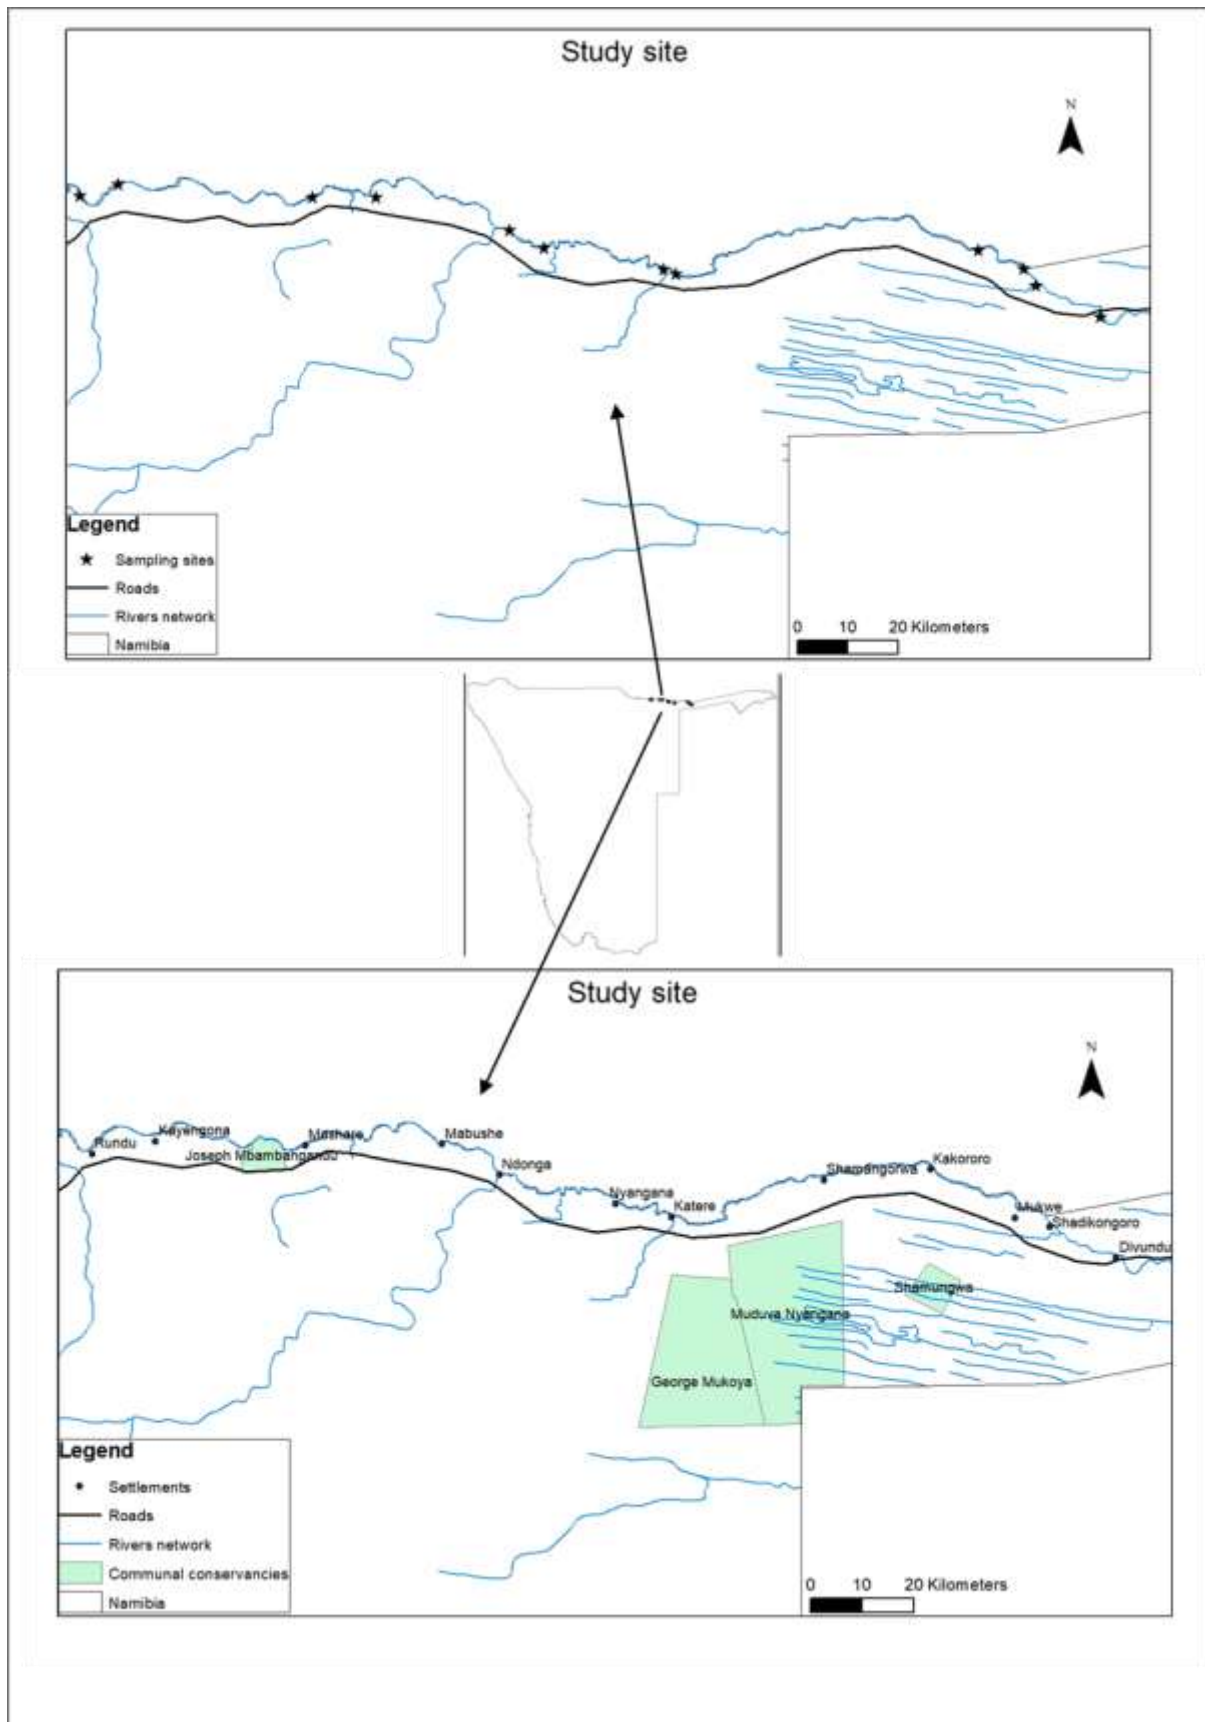 Study site
N
Legend
Sampling sites
Roads
Rivers network
Namibia
0 10 20 Kilometers
Study site
N
Rundu
Kayengona
Joseph Mbambangandu
Mashare
Mabushe
Ndonga
Nyangana
Katere
Shamangorwa
Kakororo
Mukwe
Shadikongoro
Divundu
Shamungwa
Muduva Nyangana
George Mukoya
Legend
Settlements
Roads
Rivers network
Communal conservancies
Namibia
0 10 20 Kilometers